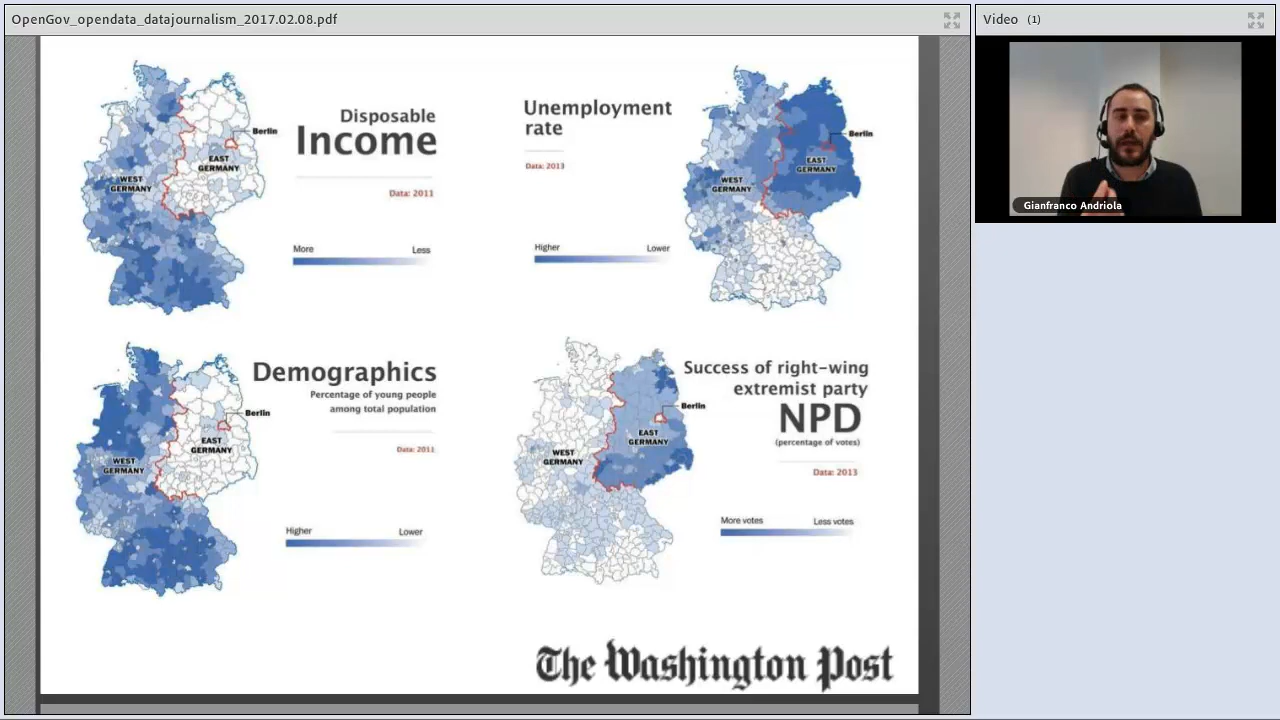 OpenGov_opendata_datajournalism_2017.02.08.pdf
Video (1)
Gianfranco Andriola
Disposable
Income
Data: 2011
More Less
Berlin
EAST
GERMANY
WEST
GERMANY
Unemployment
rate
Data: 2013
Higher Lower
Berlin
EAST
GERMANY
WEST
GERMANY
Demographics
Percentage of young people
among total population
Data: 2011
Higher Lower
Berlin
EAST
GERMANY
WEST
GERMANY
Success of right-wing
extremist party
NPD
(percentage of votes)
Data: 2013
More votes Less votes
Berlin
EAST
GERMANY
WEST
GERMANY
The Washington Post